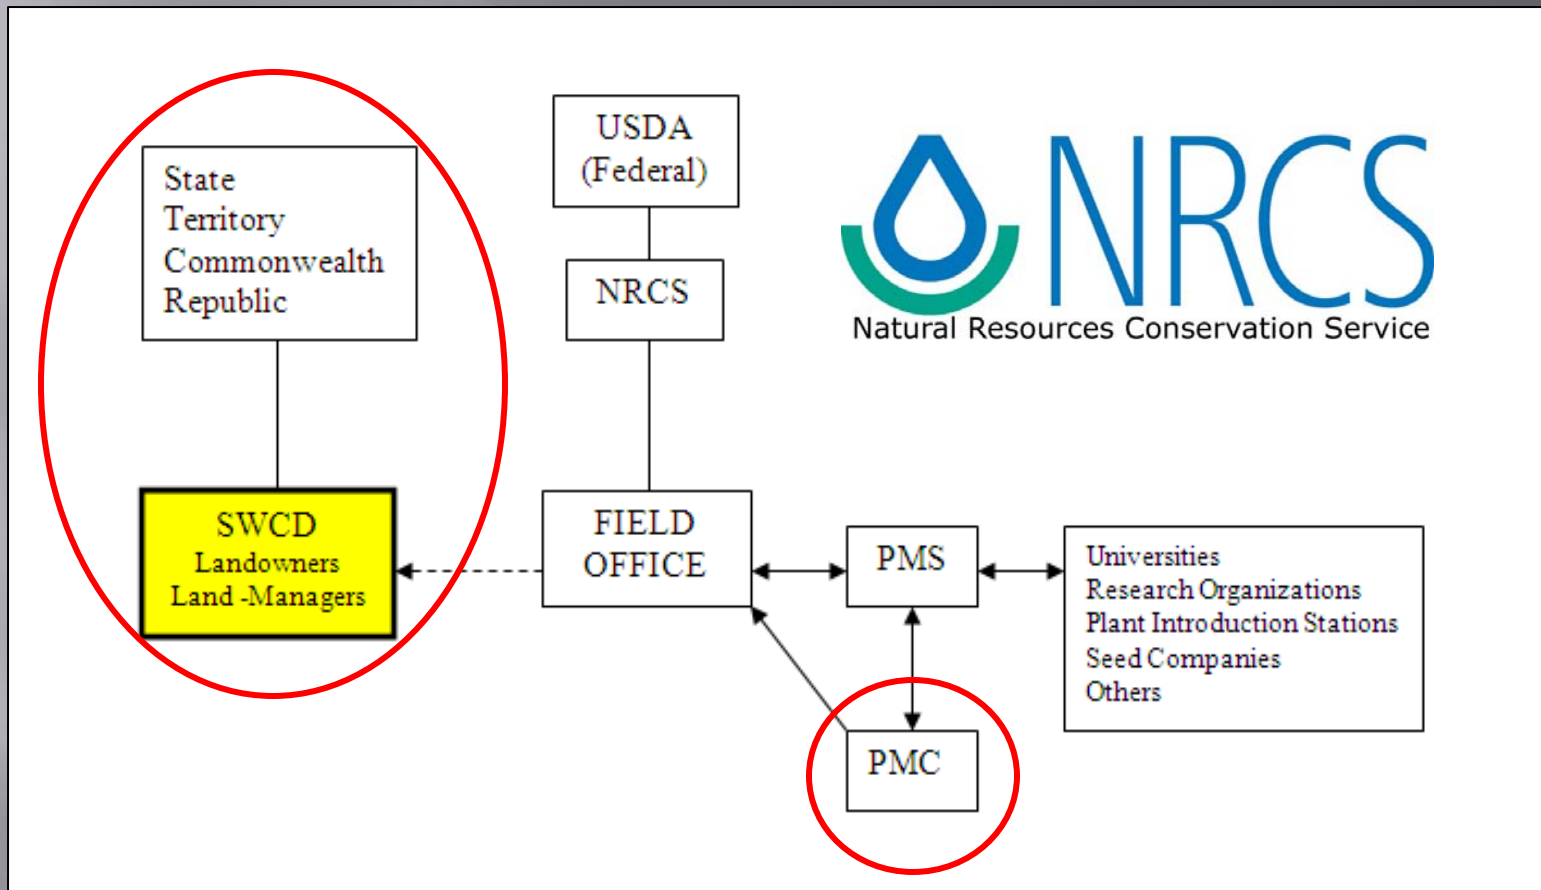 State
Territory
Commonwealth
Republic
USDA
(Federal)
NRCS
NRCS
Natural Resources Conservation Service
SWCD
Landowners
Land -Managers
FIELD
OFFICE
PMS
Universities
Research Organizations
Plant Introduction Stations
Seed Companies
Others
PMC